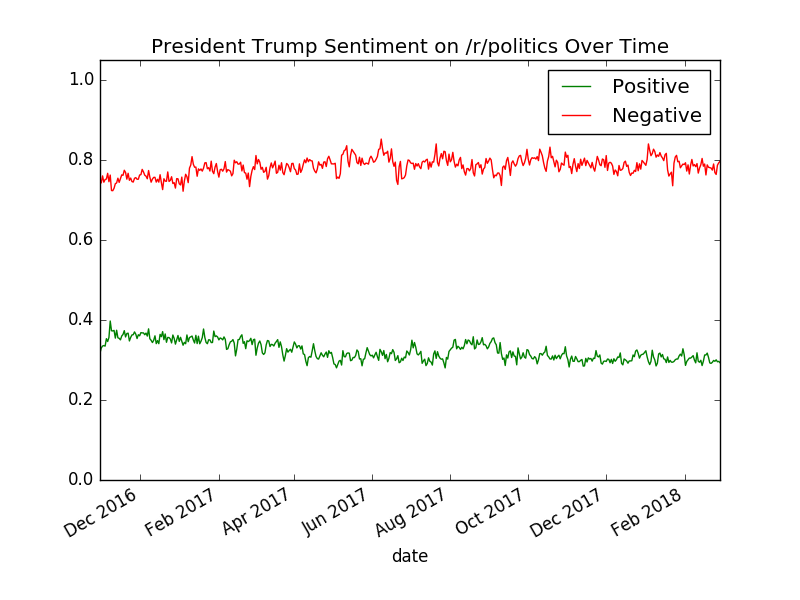 President Trump Sentiment on /r/politics Over Time
Positive
Negative
1.0
0.8
0.6
0.4
0.2
0.0
Dec 2016
Feb 2017
Apr 2017
Jun 2017
Aug 2017
Oct 2017
Dec 2017
Feb 2018
date